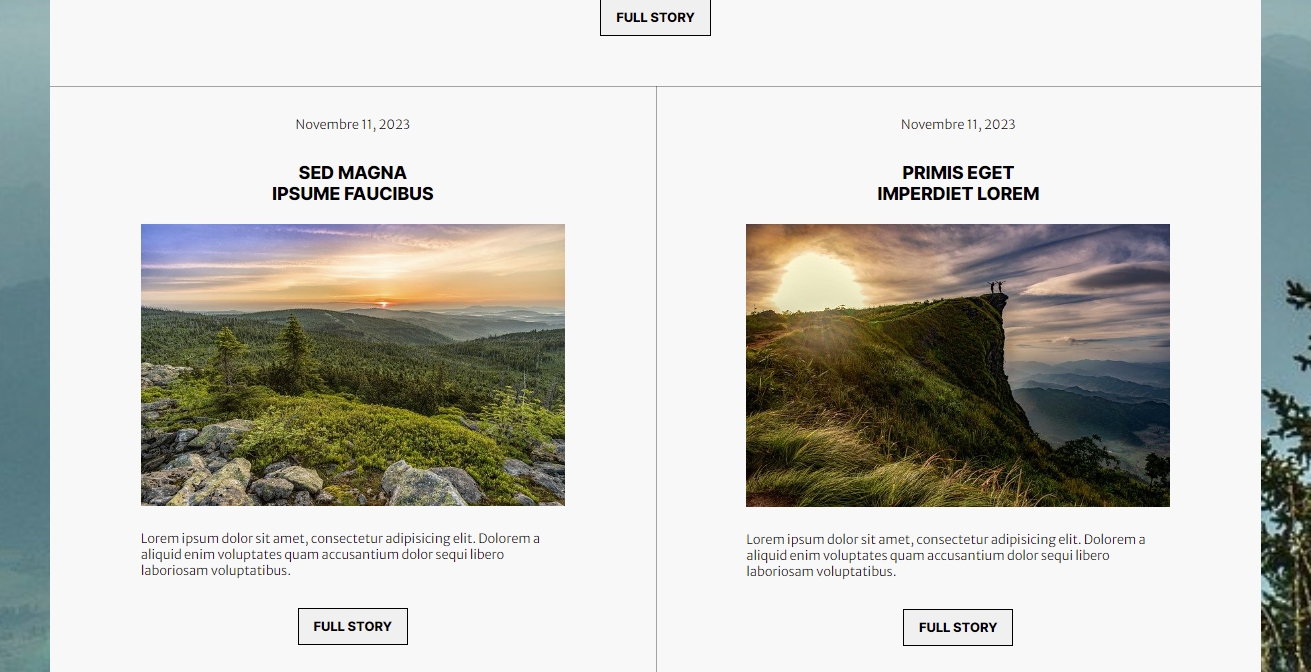 FULL STORY
Novembre 11, 2023
SED MAGNA
IPSUME FAUCIBUS
Lorem ipsum dolor sit amet, consectetur adipisicing elit. Dolorem a
aliquid enim voluptates quam accusantium dolor sequi libero
laboriosam voluptatibus.
FULL STORY
Novembre 11, 2023
PRIMIS EGET
IMPERDIET LOREM
Lorem ipsum dolor sit amet, consectetur adipisicing elit. Dolorem a
aliquid enim voluptates quam accusantium dolor sequi libero
laboriosam voluptatibus.
FULL STORY